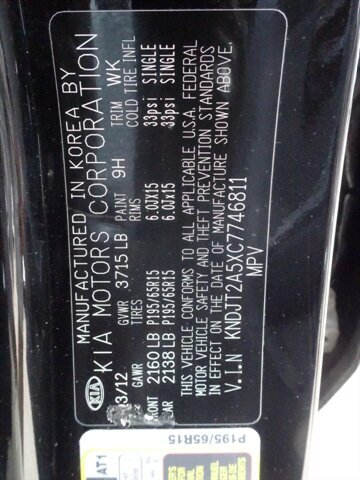 MANUFACTURED IN KOREA BY
KIA KIA MOTORS CORPORATION
3/12 GVWR 3715 LB PAINT 9H TRIM WK
GAWR TIRES RIMS COLD TIRE INFL
ONT 2160 LB P195/65R15 6.0JX15 33psi SINGLE
AR 2138 LB P195/65R15 6.0JX15 33psi SINGLE
THIS VEHICLE CONFORMS TO ALL APPLICABLE U.S.A. FEDERAL
MOTOR VEHICLE SAFETY AND THEFT PREVENTION STANDARDS
IN EFFECT ON THE DATE OF MANUFACTURE SHOWN ABOVE.
V.I.N KNDJT2A5XC7746811
MPV
P195/65R15